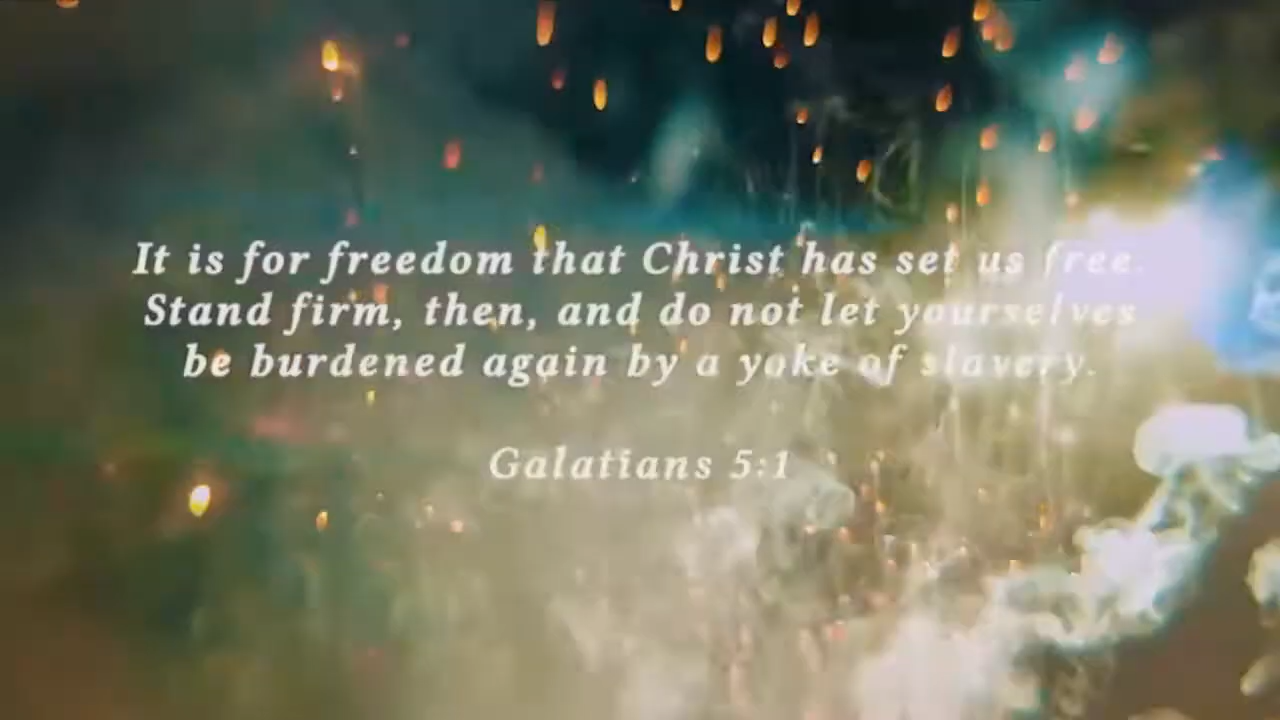 It is for freedom that Christ has set us free.
Stand firm, then, and do not let yourselves
be burdened again by a yoke of slavery.
Galatians 5:1